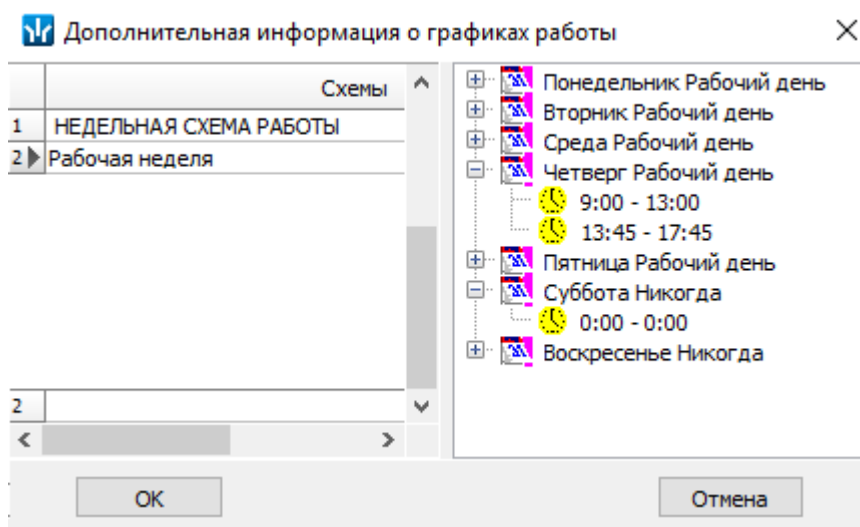 Дополнительная информация о графиках работы
Схемы
1 НЕДЕЛЬНАЯ СХЕМА РАБОТЫ
2 Рабочая неделя
2
Понедельник Рабочий день
Вторник Рабочий день
Среда Рабочий день
Четверг Рабочий день
9:00 - 13:00
13:45 - 17:45
Пятница Рабочий день
Суббота Никогда
0:00 - 0:00
Воскресенье Никогда
ОК
Отмена